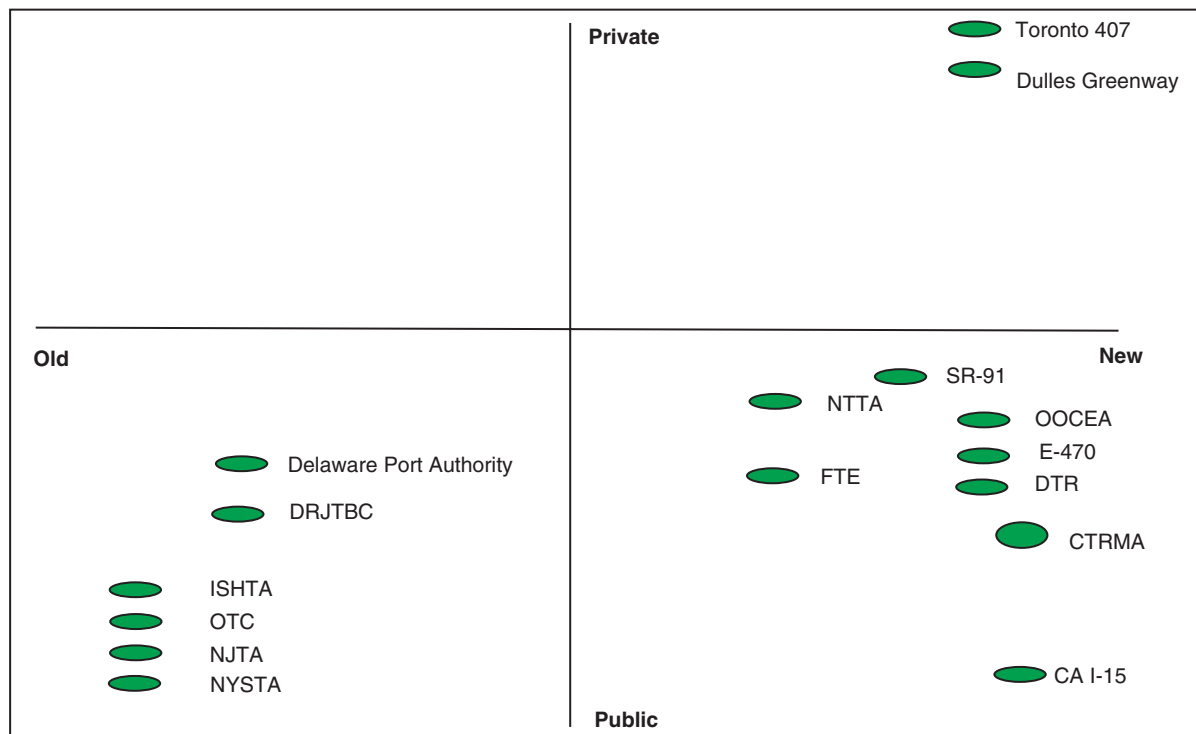 Private
Toronto 407
Dulles Greenway
Old
New
SR-91
NTTA
OOCEA
E-470
Delaware Port Authority
FTE
DTR
DRJTBC
CTRMA
ISHTA
OTC
NJTA
CA I-15
NYSTA
Public